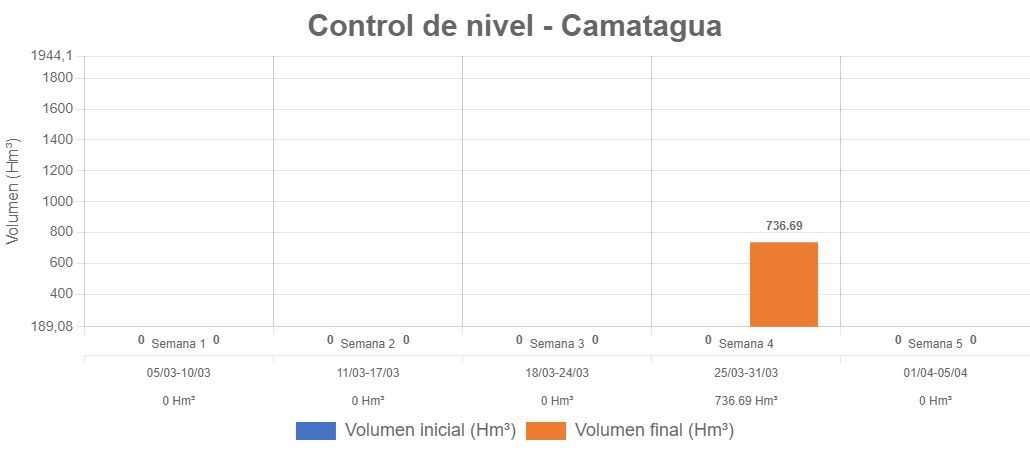 Control de nivel - Camatagua
Volumen (Hm³)
1944,1
1800
1600
1400
1200
1000
800
600
400
189,08
736.69
0 Semana 1 0
0 Semana 2 0
0 Semana 3 0
0 Semana 4
0 Semana 5 0
05/03-10/03
11/03-17/03
18/03-24/03
25/03-31/03
01/04-05/04
0 Hm³
0 Hm³
0 Hm³
736.69 Hm³
0 Hm³
Volumen inicial (Hm³)
Volumen final (Hm³)